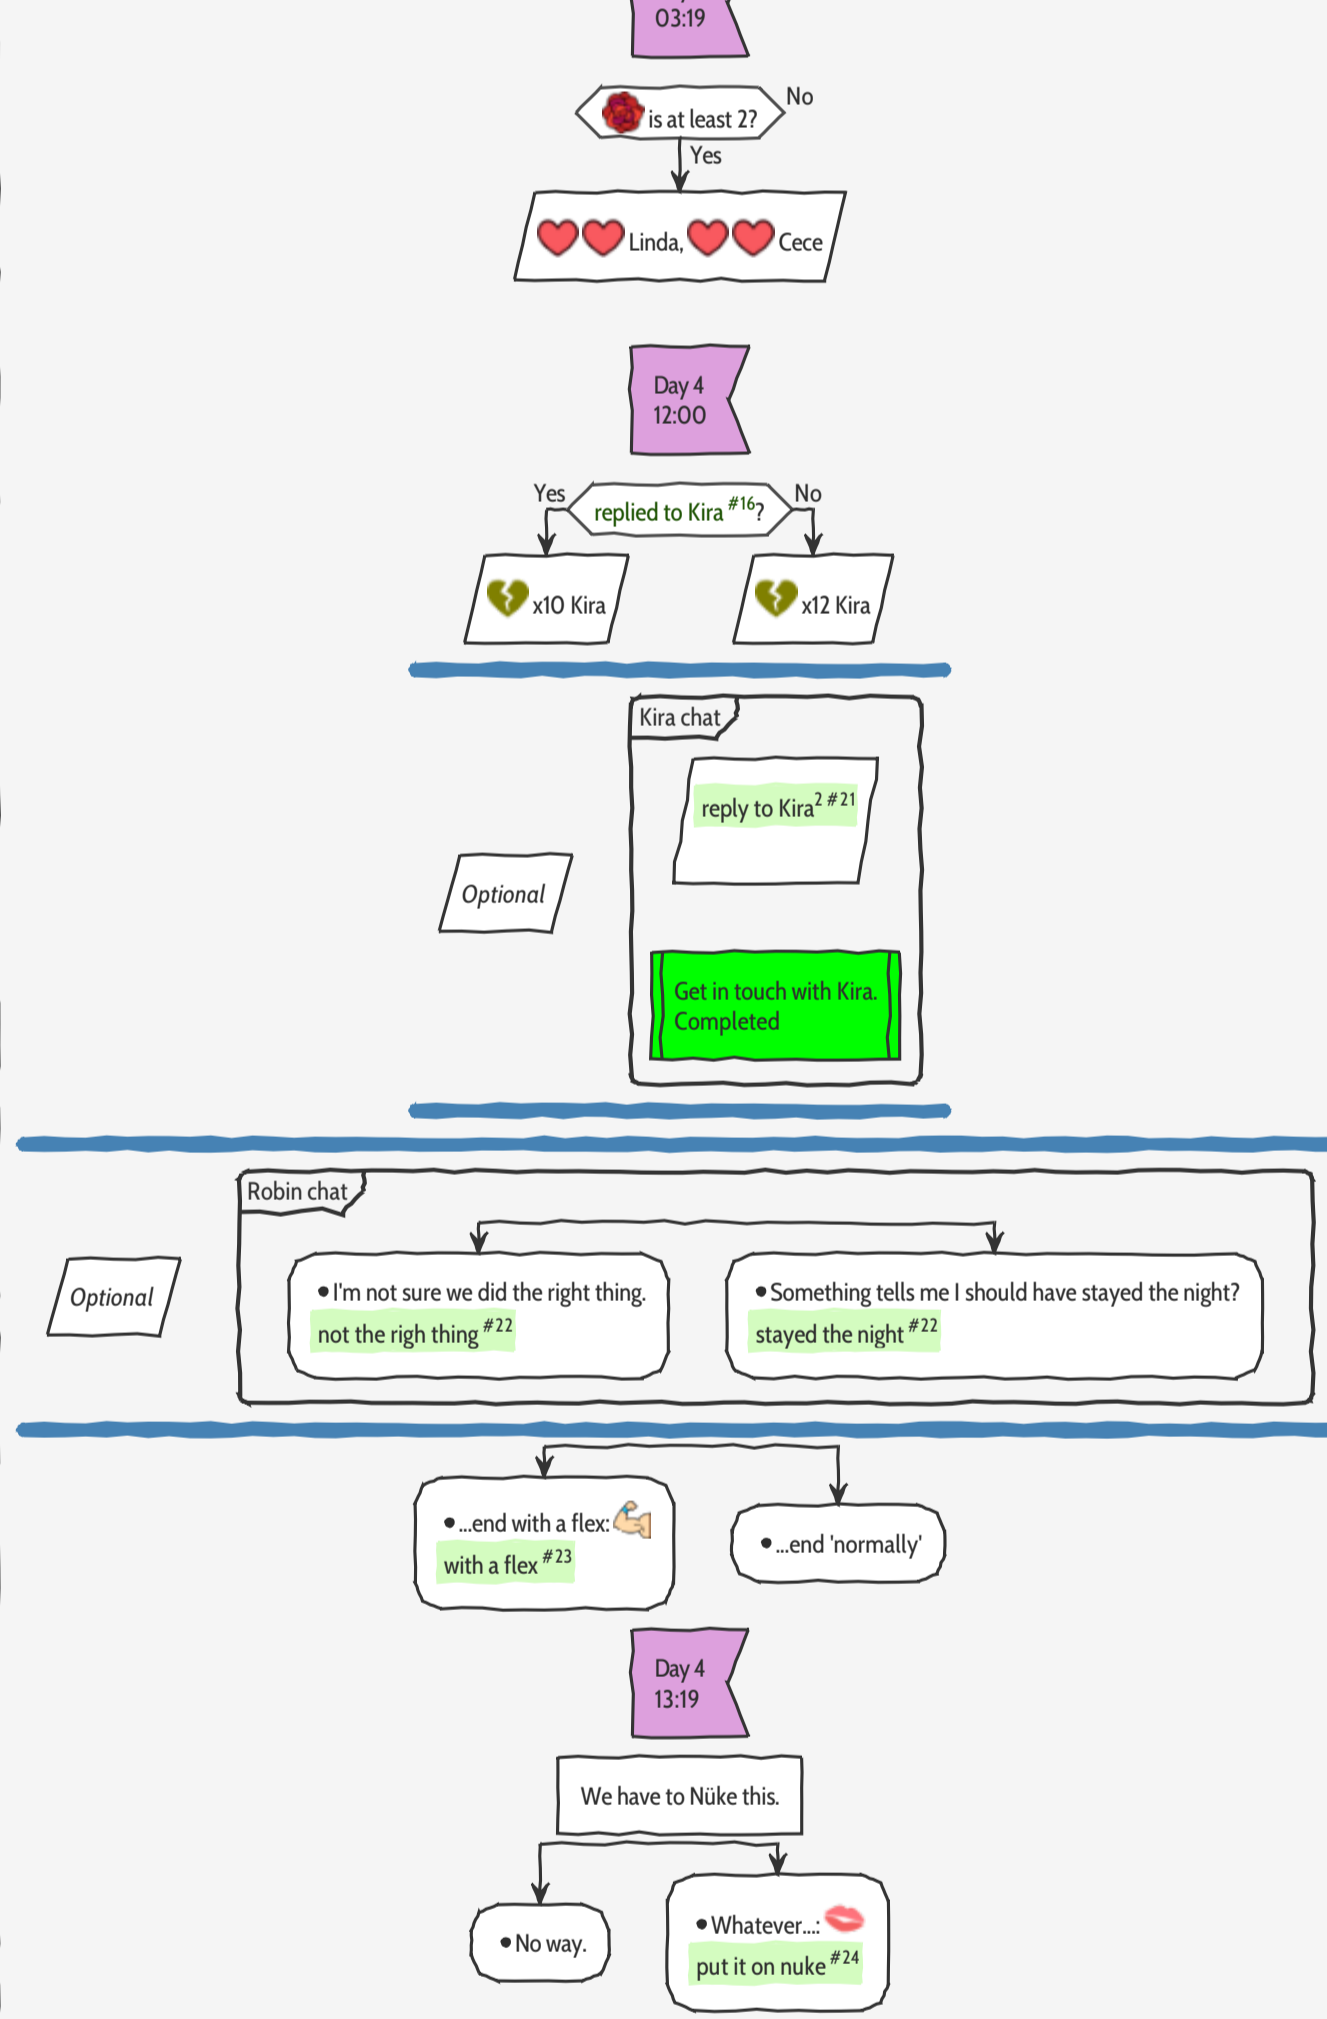 03:19
is at least 2?
No
Yes
Linda, Cece
Day 4
12:00
Yes
replied to Kira #16?
No
x10 Kira
x12 Kira
Kira chat
reply to Kira2 #21
Optional
Get in touch with Kira.
Completed
Robin chat
Optional
•I'm not sure we did the right thing.
not the righ thing #22
•Something tells me I should have stayed the night?
stayed the night #22
•...end with a flex:
with a flex #23
•...end 'normally'
Day 4
13:19
We have to Nüke this.
•No way.
•Whatever...:
put it on nuke #24